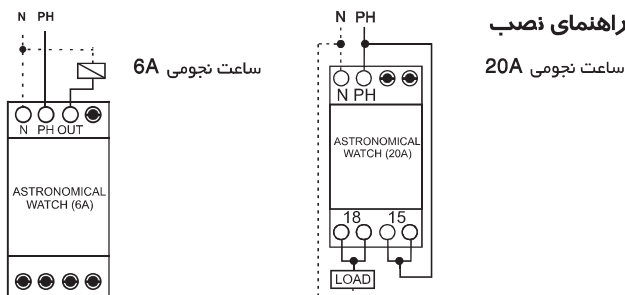 راهنمای نصب
ساعت نجومی 20A
N PH
N PH
ASTRONOMICAL
WATCH (20A)
18 15
LOAD
ساعت نجومی 6A
N PH
N PH OUT
ASTRONOMICAL
WATCH (6A)